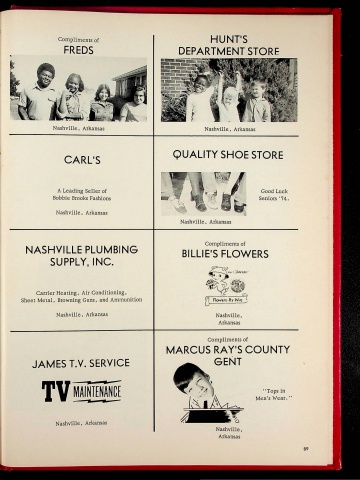 Compliments of
FREDS
Nashville, Arkansas
HUNT'S
DEPARTMENT STORE
Nashville, Arkansas
CARL'S
A Leading Seller of
Bobbie Brooks Fashions
Nashville, Arkansas
QUALITY SHOE STORE
Good Luck
Seniors '74.
Nashville, Arkansas
NASHVILLE PLUMBING
SUPPLY, INC.
Carrier Heating, Air Conditioning,
Sheet Metal, Browning Guns, and Ammunition
Nashville, Arkansas
Compliments of
BILLIE'S FLOWERS
Flowers-By-Wire
Nashville,
Arkansas
JAMES T.V. SERVICE
TV MAINTENANCE
Nashville, Arkansas
Compliments of
MARCUS RAY'S COUNTY
GENT
"Tops in
Men's Wear."
Nashville,
Arkansas
89